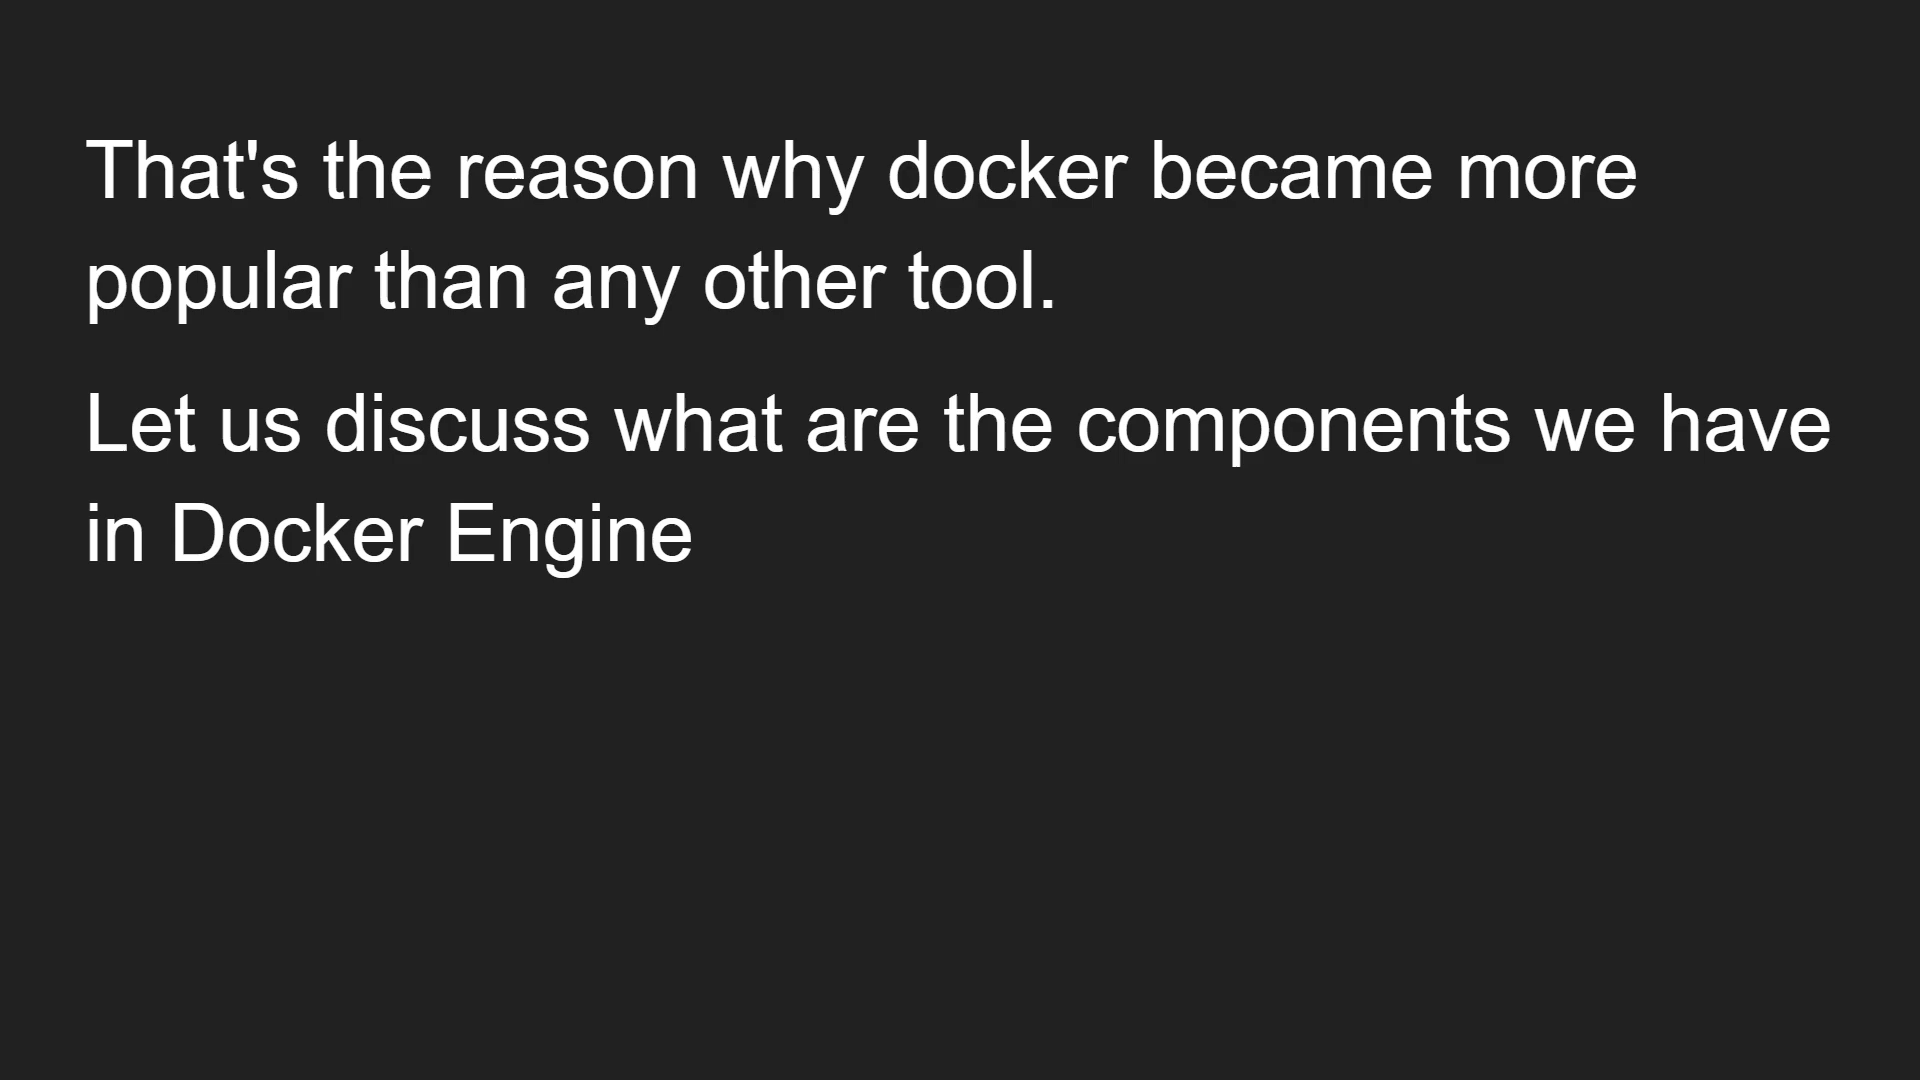 That's the reason why docker became more
popular than any other tool.
Let us discuss what are the components we have
in Docker Engine